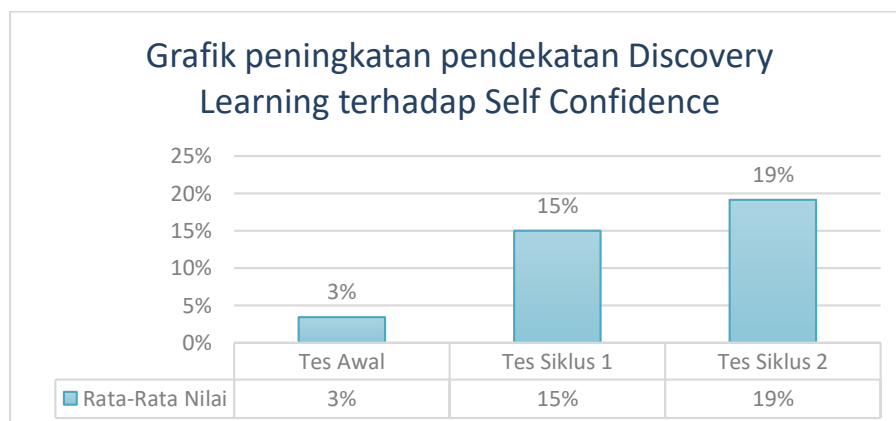 Grafik peningkatan pendekatan Discovery
Learning terhadap Self Confidence
25%
20%
15%
10%
5%
0%
3%
15%
19%
Tes Awal Tes Siklus 1 Tes Siklus 2
Rata-Rata Nilai 3% 15% 19%